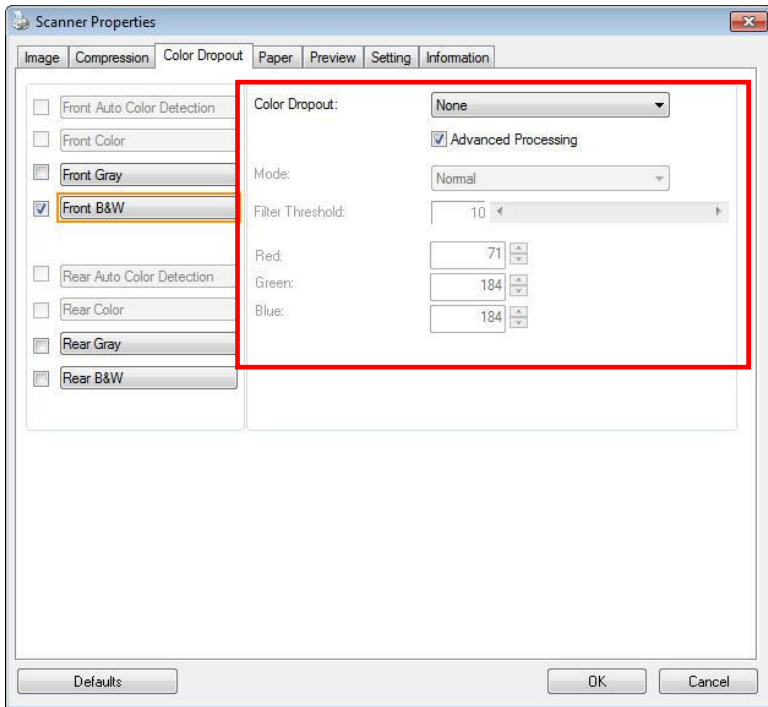 Scanner Properties
Image Compression Color Dropout Paper Preview Setting Information
Front Auto Color Detection
Front Color
Front Gray
Front B&W
Rear Auto Color Detection
Rear Color
Rear Gray
Rear B&W
Color Dropout: None
Advanced Processing
Mode: Normal
Filter Threshold: 10
Red: 71
Green: 184
Blue: 184
Defaults OK Cancel